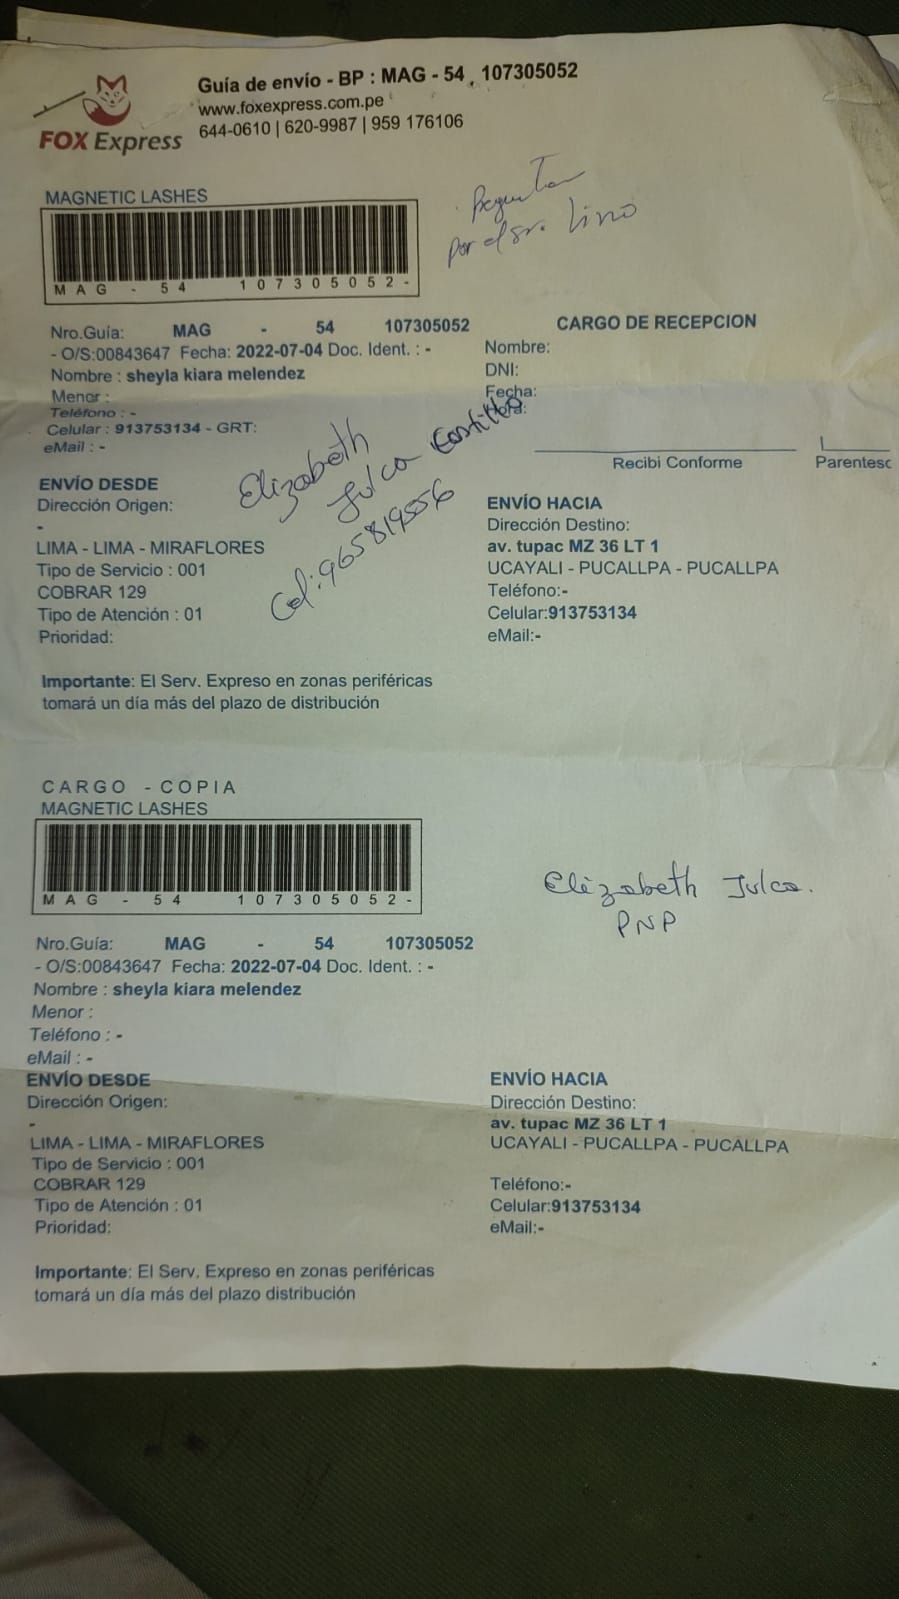 Guía de envío - BP : MAG - 54 107305052
www.foxexpress.com.pe
644-0610 | 620-9987 | 959 176106
FOX Express
MAGNETIC LASHES
Preguntar
por el sr. Lino
MAG - 54 107305052-
Nro.Guía: MAG - 54 107305052
- O/S:00843647 Fecha: 2022-07-04 Doc. Ident. : -
Nombre : sheyla kiara melendez
Menor :
Teléfono : -
Celular : 913753134 - GRT:
eMail : -
CARGO DE RECEPCION
Nombre:
DNI:
Fecha:
Hora:
Recibi Conforme Parentesc
Elizabeth
Julca Castillo
Cel: 965819556
ENVÍO DESDE
Dirección Origen:
-
LIMA - LIMA - MIRAFLORES
Tipo de Servicio : 001
COBRAR 129
Tipo de Atención : 01
Prioridad:
ENVÍO HACIA
Dirección Destino:
av. tupac MZ 36 LT 1
UCAYALI - PUCALLPA - PUCALLPA
Teléfono:-
Celular:913753134
eMail:-
Importante: El Serv. Expreso en zonas periféricas
tomará un día más del plazo de distribución
CARGO - COPIA
MAGNETIC LASHES
MAG - 54 107305052-
Elizabeth Julca.
PNP
Nro.Guía: MAG - 54 107305052
- O/S:00843647 Fecha: 2022-07-04 Doc. Ident. : -
Nombre : sheyla kiara melendez
Menor :
Teléfono : -
eMail : -
ENVÍO DESDE
Dirección Origen:
-
LIMA - LIMA - MIRAFLORES
Tipo de Servicio : 001
COBRAR 129
Tipo de Atención : 01
Prioridad:
ENVÍO HACIA
Dirección Destino:
av. tupac MZ 36 LT 1
UCAYALI - PUCALLPA - PUCALLPA
Teléfono:-
Celular:913753134
eMail:-
Importante: El Serv. Expreso en zonas periféricas
tomará un día más del plazo distribución